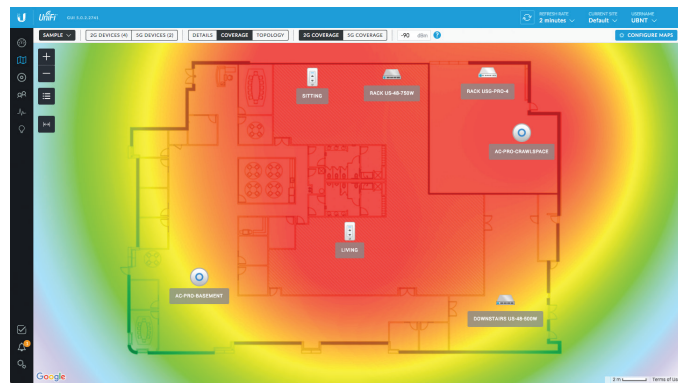 UniFi
REFRESH RATE
2 minutes
CURRENT SITE
Default
USERNAME
UBNT
SAMPLE
2G DEVICES (4)
5G DEVICES (2)
DETAILS
COVERAGE
TOPOLOGY
2G COVERAGE
5G COVERAGE
-90 dBm
?
CONFIGURE MAPS
SITTING
RACK US-48-750W
RACK USG-PRO-4
AC-PRO-CRAWLSPACE
LIVING
AC-PRO-BASEMENT
DOWNSTAIRS US-48-500W
Google
2 m
Terms of Us